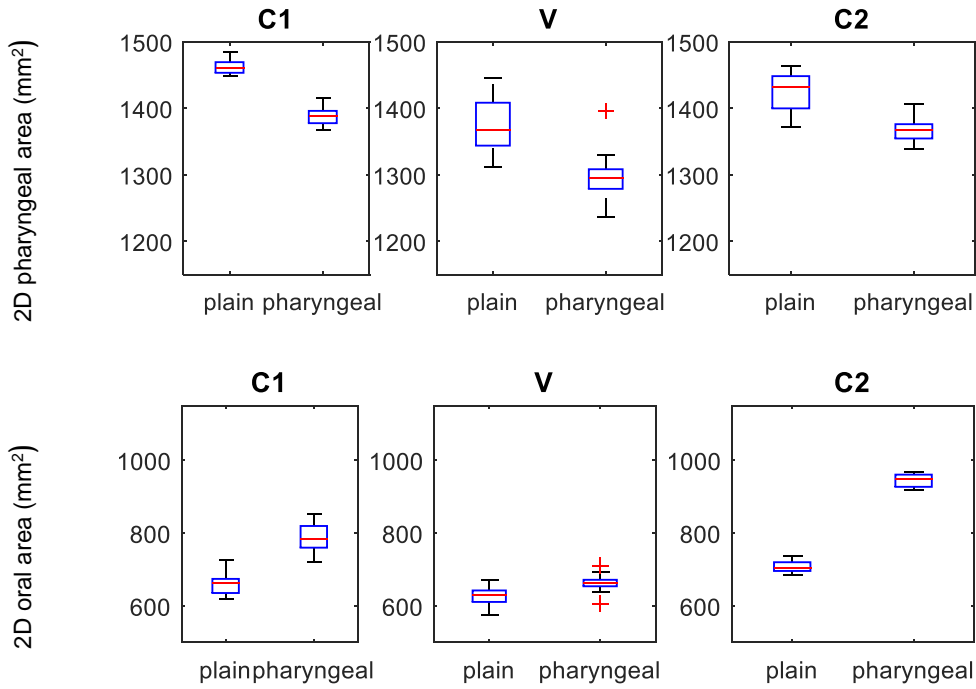 C1 V C2
2D pharyngeal area (mm²)
1500 1500 1500
1400 1400 1400
1300 1300 1300
1200 1200 1200
plain pharyngeal plain pharyngeal plain pharyngeal
C1 V C2
2D oral area (mm²)
1000 1000 1000
800 800 800
600 600 600
plain pharyngeal plain pharyngeal plain pharyngeal